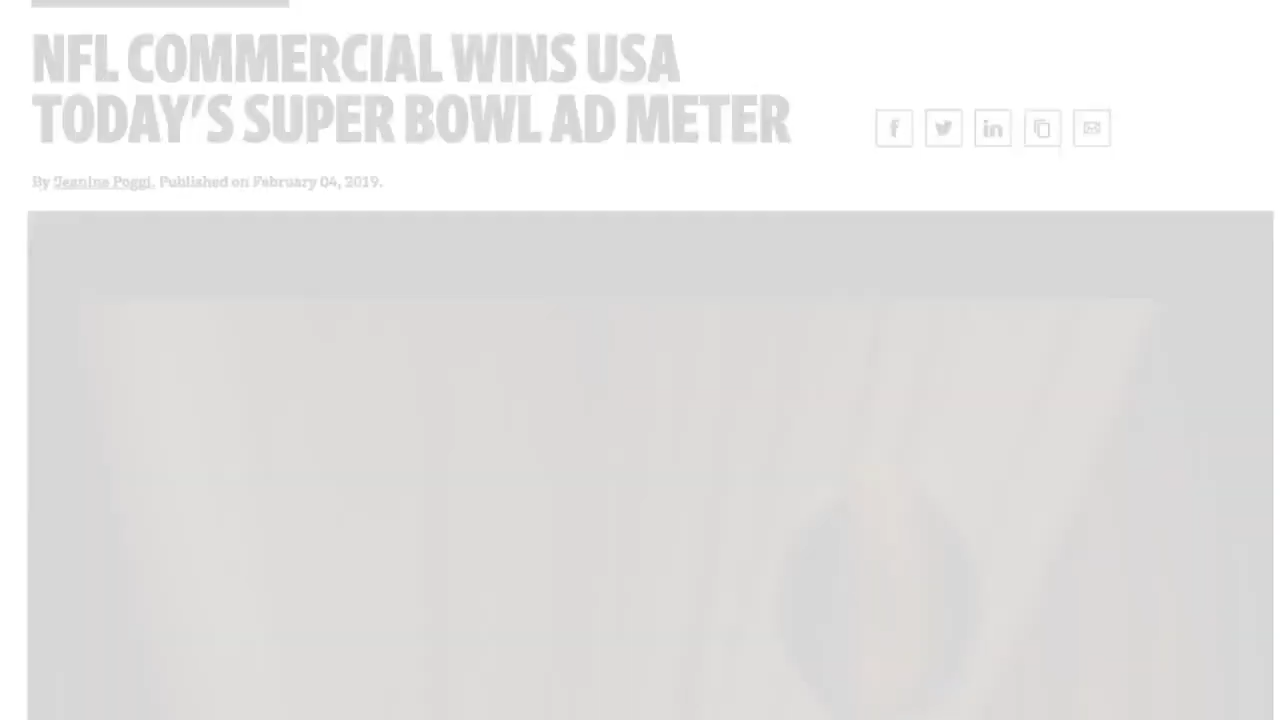 NFL COMMERCIAL WINS USA
TODAY'S SUPER BOWL AD METER
By Jeanine Poggi. Published on February 04, 2019.